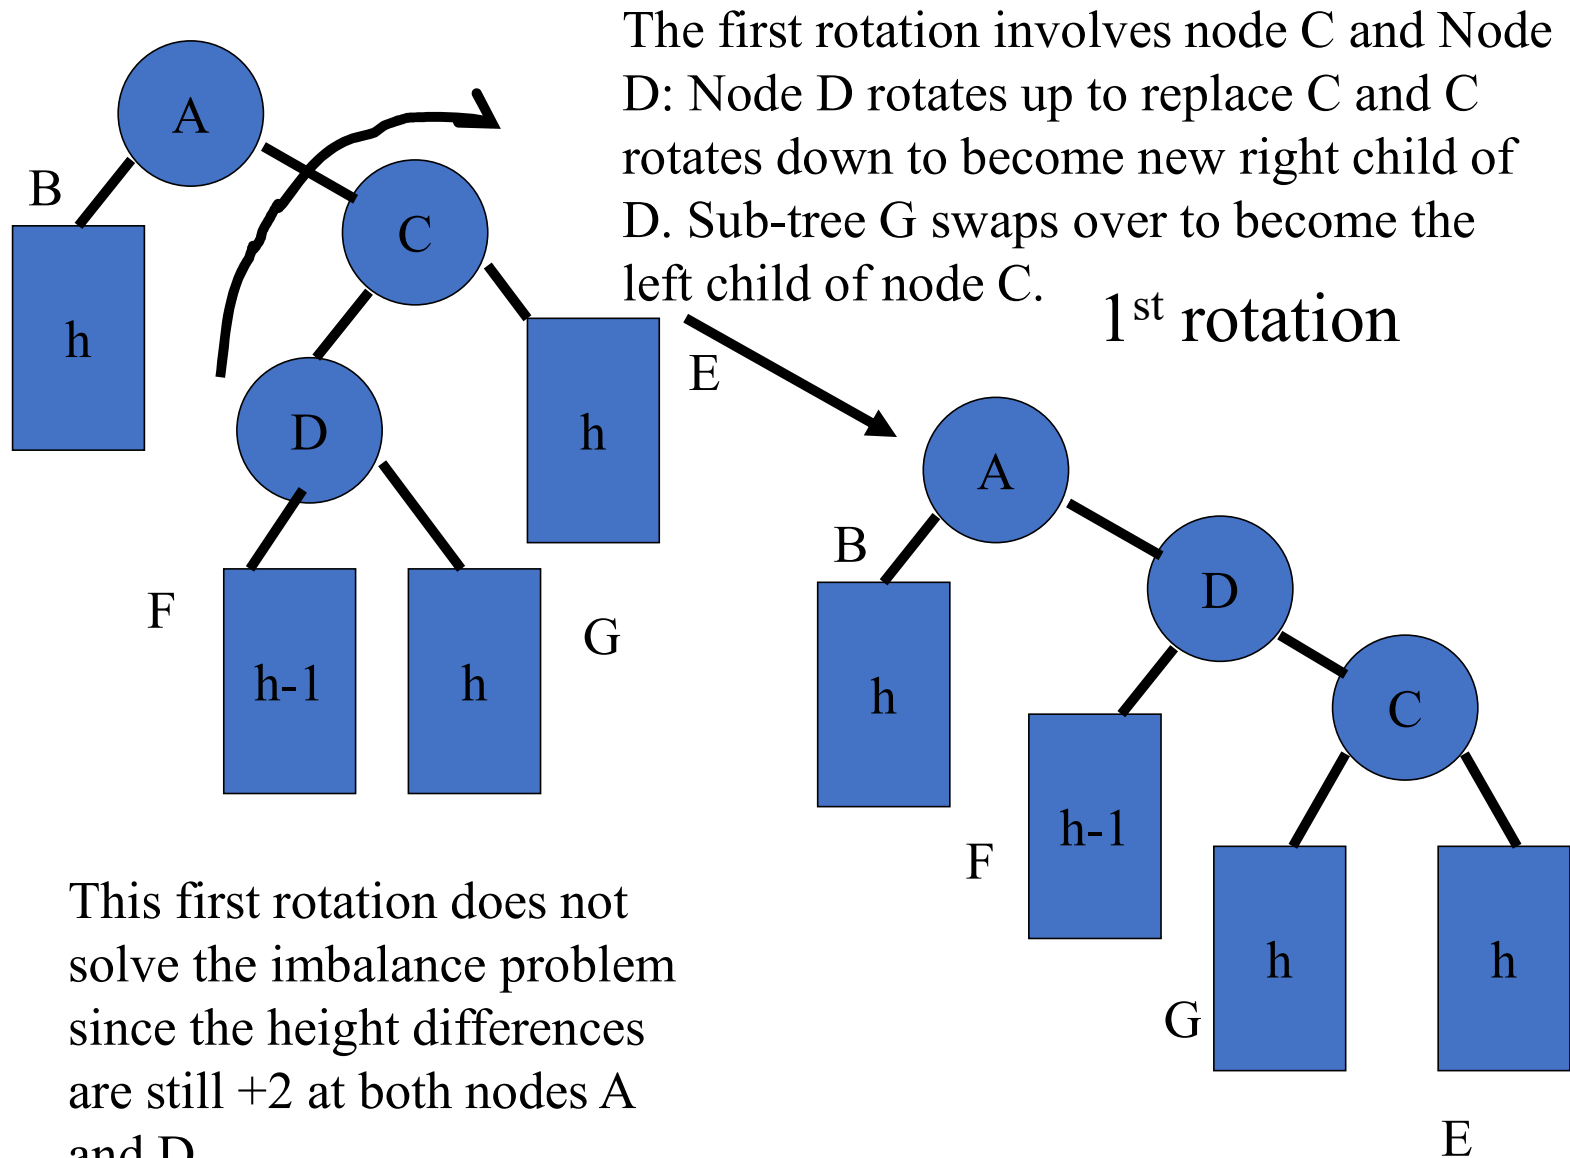 The first rotation involves node C and Node
D: Node D rotates up to replace C and C
rotates down to become new right child of
D. Sub-tree G swaps over to become the
left child of node C.
1st rotation
A
B
C
h
D
h
E
F
h-1
h
G
A
B
D
h
C
F
h-1
G
h
h
E
This first rotation does not
solve the imbalance problem
since the height differences
are still +2 at both nodes A
and D